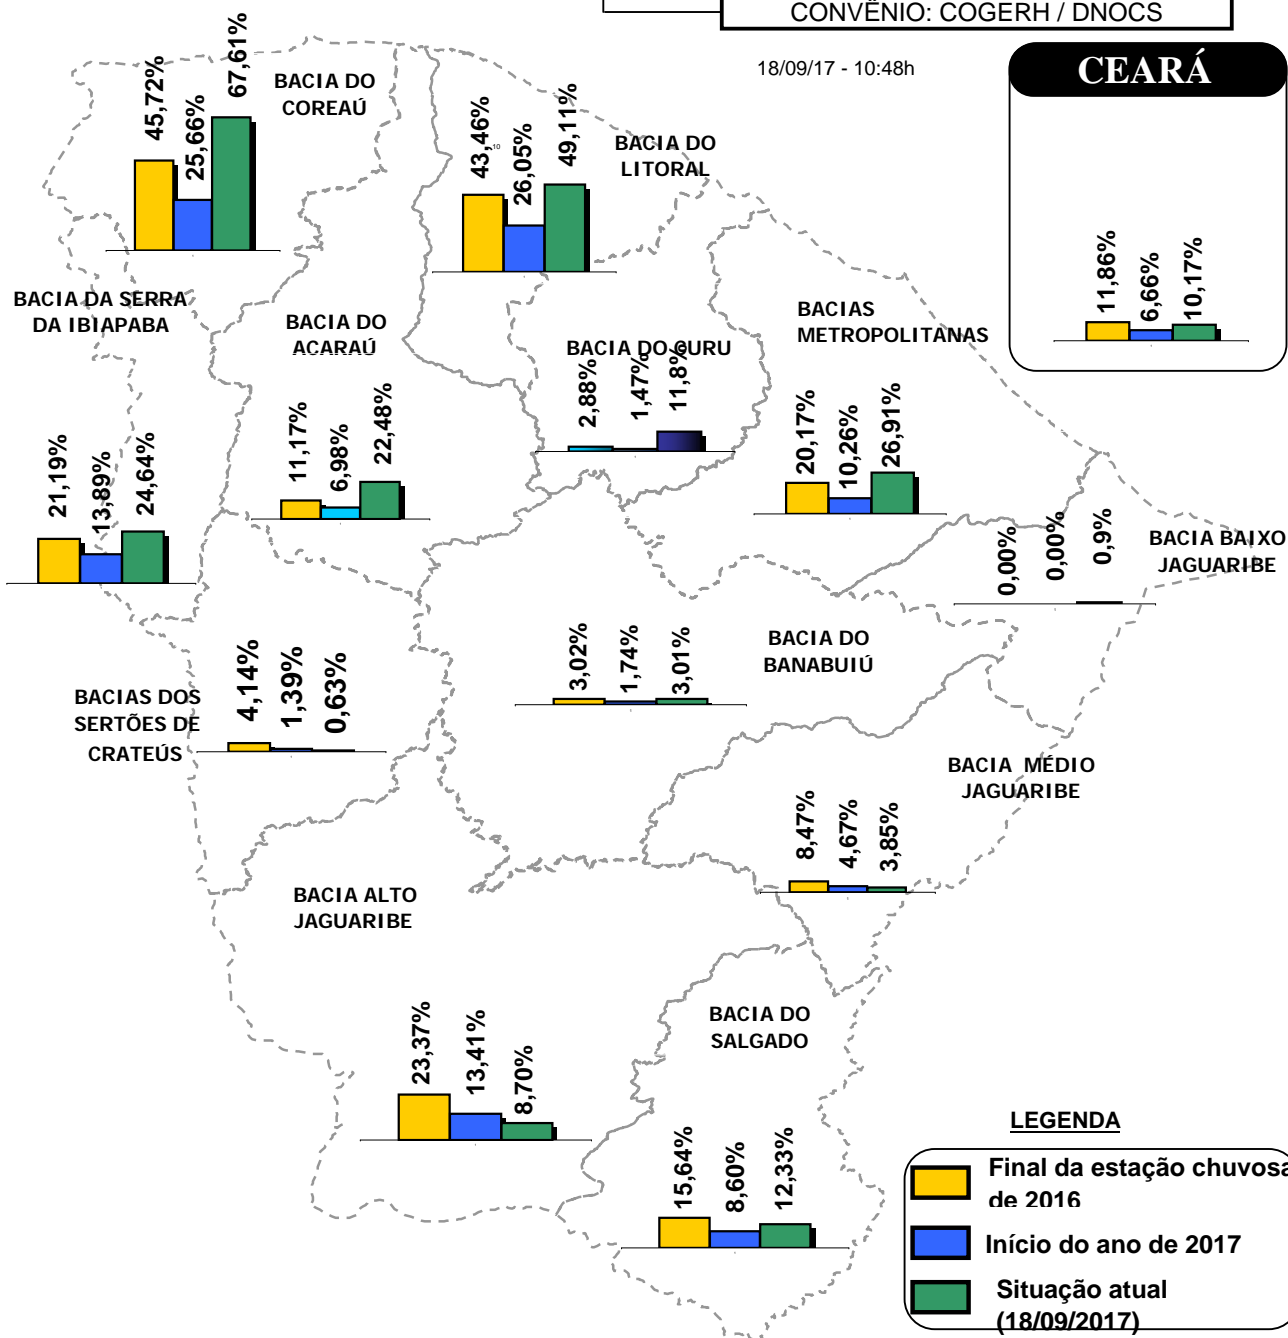 CONVÊNIO: COGERH / DNOCS
18/09/17 - 10:48h
CEARÁ
11,86%
6,66%
10,17%
BACIA DO
COREAÚ
45,72%
25,66%
67,61%
BACIA DO
LITORAL
43,46%
10
26,05%
49,11%
BACIA DA SERRA
DA IBIAPABA
21,19%
13,89%
24,64%
BACIA DO
ACARAÚ
11,17%
6,98%
22,48%
BACIA DO CURU
2,88%
1,47%
11,8%
BACIAS
METROPOLITANAS
20,17%
10,26%
26,91%
BACIA BAIXO
JAGUARIBE
0,00%
0,00%
0,9%
BACIAS DOS
SERTÕES DE
CRATEÚS
4,14%
1,39%
0,63%
BACIA DO
BANABUIÚ
3,02%
1,74%
3,01%
BACIA MÉDIO
JAGUARIBE
8,47%
4,67%
3,85%
BACIA ALTO
JAGUARIBE
23,37%
13,41%
8,70%
BACIA DO
SALGADO
15,64%
8,60%
12,33%
LEGENDA
Final da estação chuvosa
de 2016
Início do ano de 2017
Situação atual
(18/09/2017)